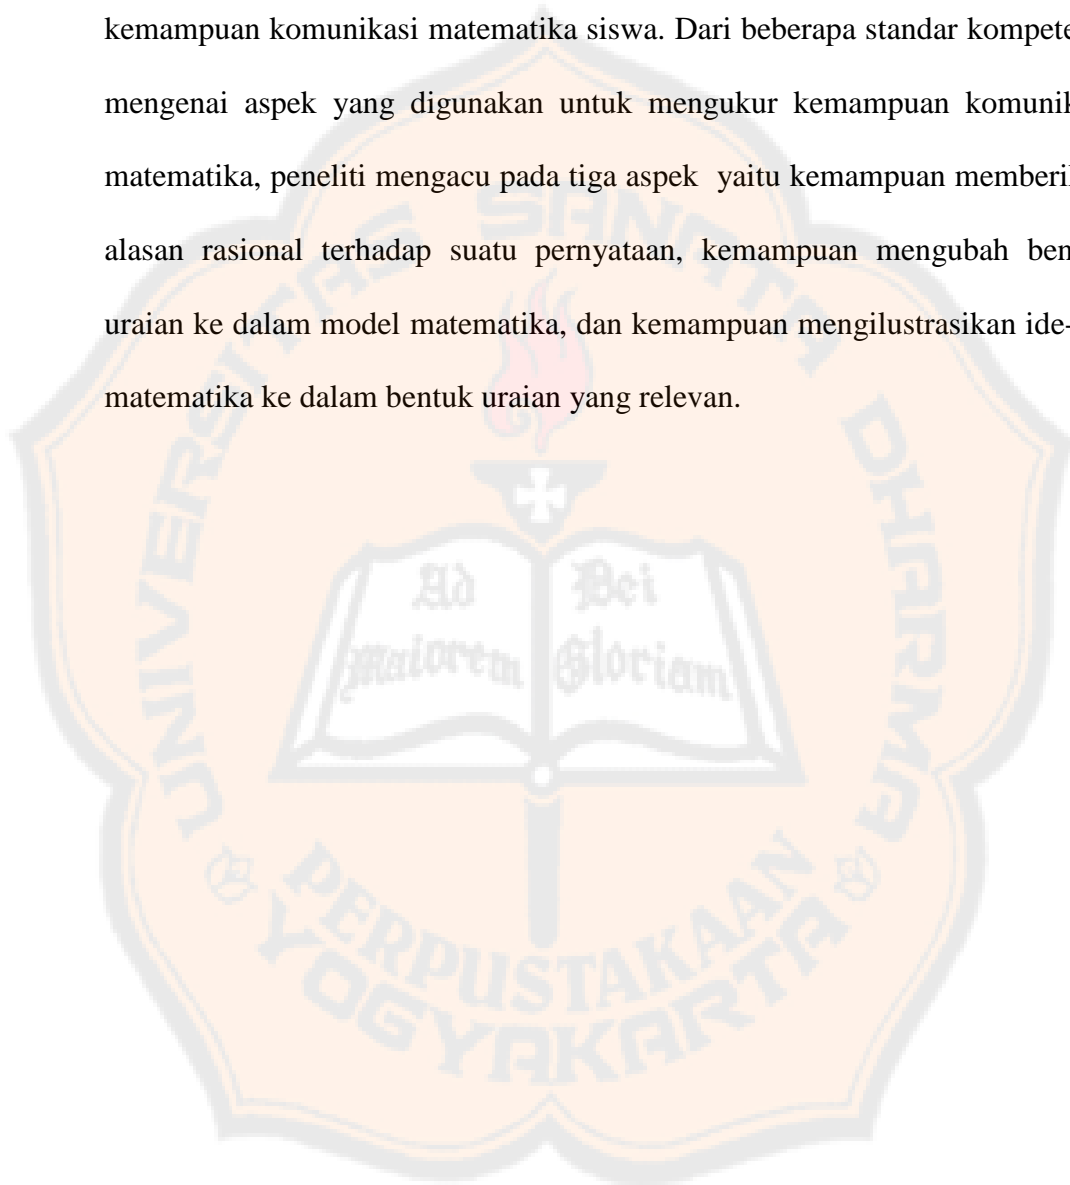 kemampuan komunikasi matematika siswa. Dari beberapa standar kompete
mengenai aspek yang digunakan untuk mengukur kemampuan komunik
matematika, peneliti mengacu pada tiga aspek yaitu kemampuan memberi
alasan rasional terhadap suatu pernyataan, kemampuan mengubah ben
uraian ke dalam model matematika, dan kemampuan mengilustrasikan ide-
matematika ke dalam bentuk uraian yang relevan.
UNIVERSITAS SANATA DHARMA
Ad Dei
Maiorem Gloriam
PERPUSTAKAAN
YOGYAKARTA